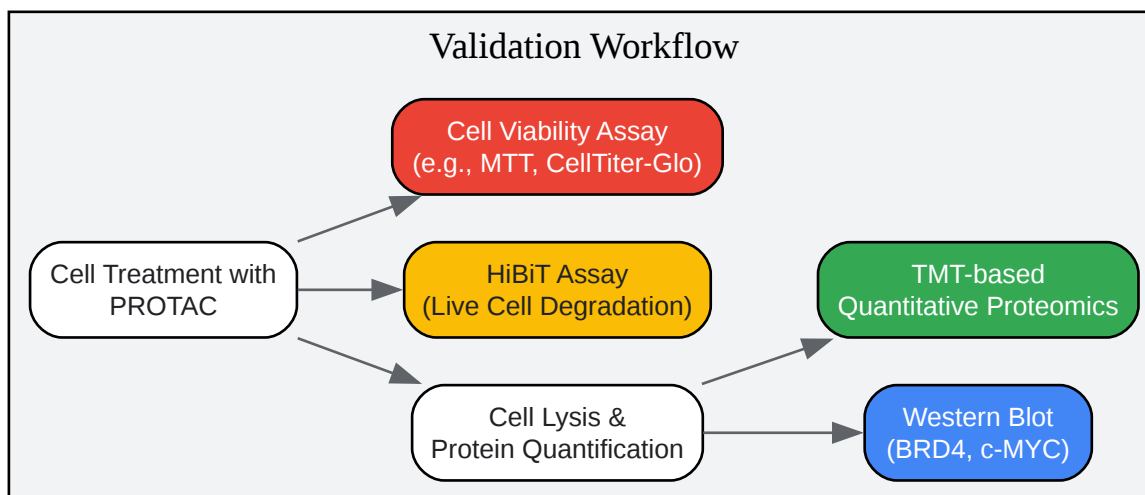 Validation Workflow
Cell Viability Assay
(e.g., MTT, CellTiter-Glo)
Cell Treatment with
PROTAC
HiBiT Assay
(Live Cell Degradation)
TMT-based
Quantitative Proteomics
Cell Lysis &
Protein Quantification
Western Blot
(BRD4, c-MYC)